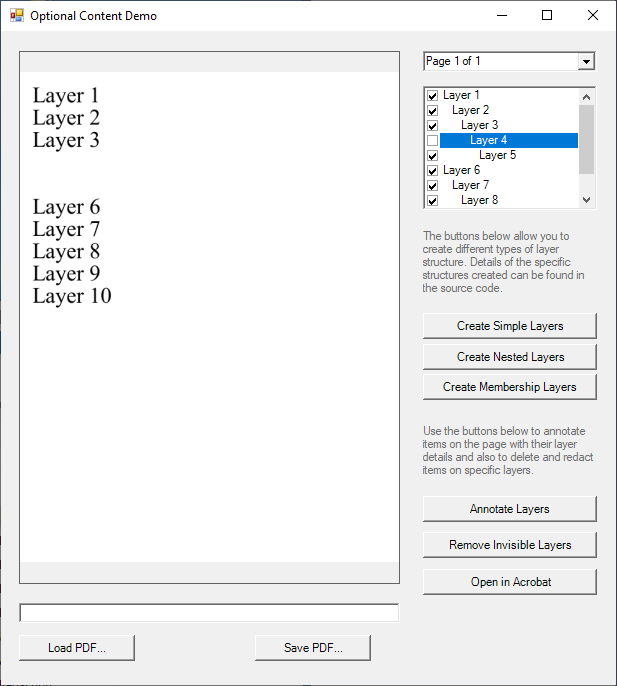 Optional Content Demo
Layer 1
Layer 2
Layer 3
Layer 6
Layer 7
Layer 8
Layer 9
Layer 10
Page 1 of 1
Layer 1
Layer 2
Layer 3
Layer 4
Layer 5
Layer 6
Layer 7
Layer 8
The buttons below allow you to
create different types of layer
structure. Details of the specific
structures created can be found in
the source code.
Create Simple Layers
Create Nested Layers
Create Membership Layers
Use the buttons below to annotate
items on the page with their layer
details and also to delete and redact
items on specific layers.
Annotate Layers
Remove Invisible Layers
Open in Acrobat
Load PDF...
Save PDF...